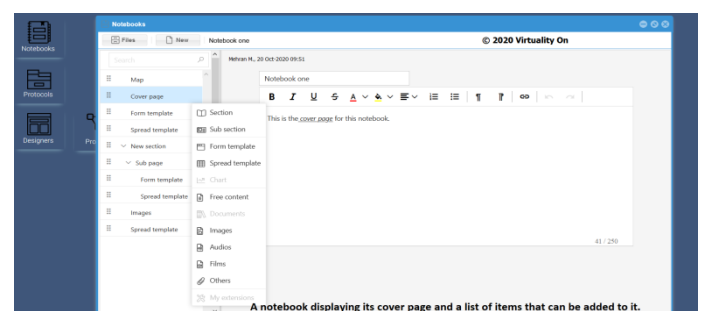 Notebooks
Notebooks
Files
New
Notebook one
© 2020 Virtuality On
Search
Mehran M., 20 Oct-2020 09:51
Map
Notebook one
Protocols
Cover page
B I U S A
Form template
Section
This is the cover page for this notebook.
Spread template
Sub section
Designers
Pro
New section
Form template
Sub page
Spread template
Form template
Chart
Spread template
Free content
Images
Documents
Spread template
Images
41 / 250
Audios
Films
Others
My extensions
A notebook displaying its cover page and a list of items that can be added to it.